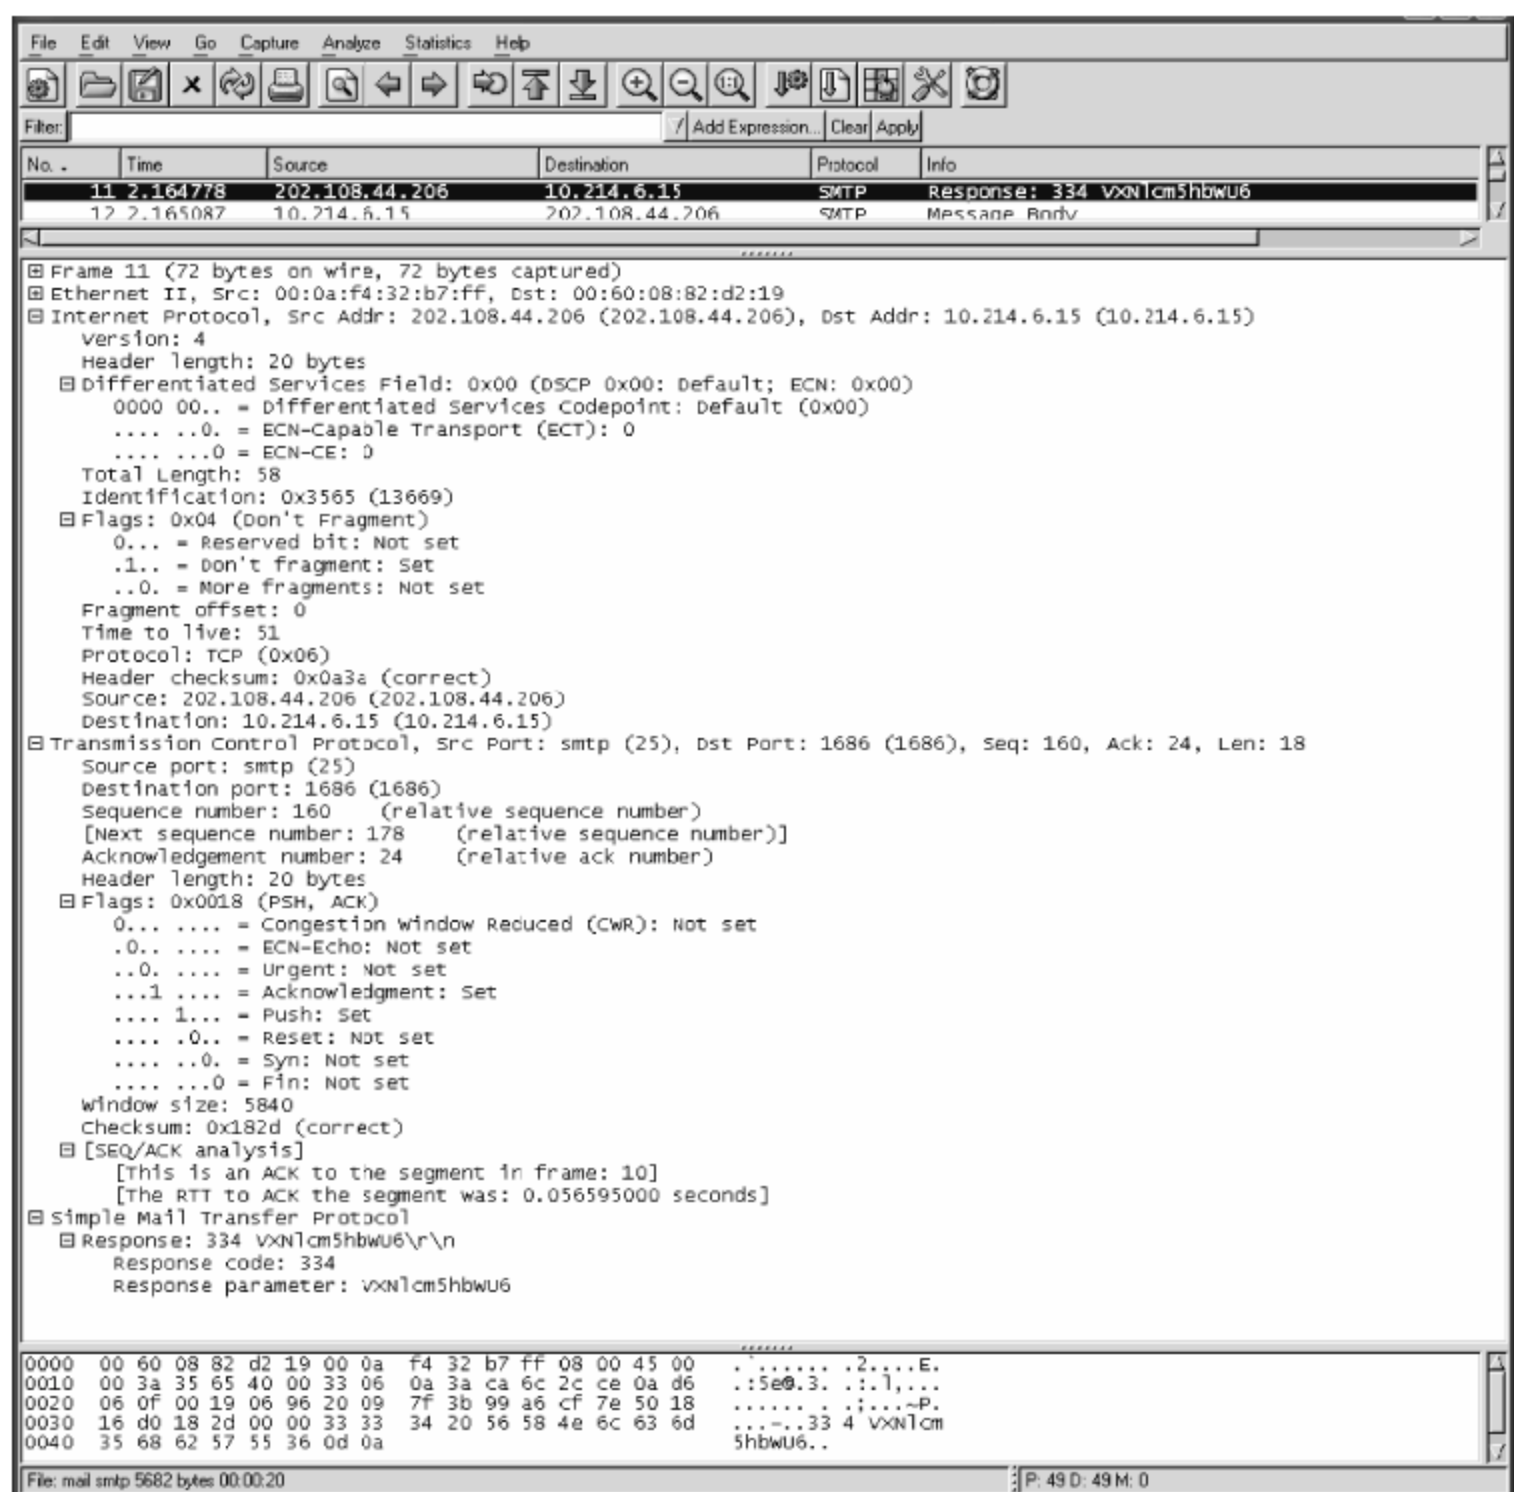 File Edit View Go Capture Analyze Statistics Help
Filter: Add Expression... Clear Apply
No. . Time Source Destination Protocol Info
11 2.164778 202.108.44.206 10.214.6.15 SMTP Response: 334 VXNlcm5hbWU6
12 2.165087 10.214.6.15 202.108.44.206 SMTP Message Body
Frame 11 (72 bytes on wire, 72 bytes captured)
Ethernet II, Src: 00:0a:f4:32:b7:ff, Dst: 00:60:08:82:d2:19
Internet Protocol, Src Addr: 202.108.44.206 (202.108.44.206), Dst Addr: 10.214.6.15 (10.214.6.15)
Version: 4
Header length: 20 bytes
Differentiated Services Field: 0x00 (DSCP 0x00: Default; ECN: 0x00)
0000 00.. = Differentiated Services Codepoint: Default (0x00)
.... ..0. = ECN-Capable Transport (ECT): 0
.... ...0 = ECN-CE: 0
Total Length: 58
Identification: 0x3565 (13669)
Flags: 0x04 (Don't Fragment)
0... = Reserved bit: Not set
.1.. = Don't fragment: Set
..0. = More fragments: Not set
Fragment offset: 0
Time to live: 51
Protocol: TCP (0x06)
Header checksum: 0x0a3a (correct)
Source: 202.108.44.206 (202.108.44.206)
Destination: 10.214.6.15 (10.214.6.15)
Transmission Control Protocol, Src Port: smtp (25), Dst Port: 1686 (1686), Seq: 160, Ack: 24, Len: 18
Source port: smtp (25)
Destination port: 1686 (1686)
Sequence number: 160 (relative sequence number)
[Next sequence number: 178 (relative sequence number)]
Acknowledgement number: 24 (relative ack number)
Header length: 20 bytes
Flags: 0x0018 (PSH, ACK)
0... .... = Congestion Window Reduced (CWR): Not set
.0.. .... = ECN-Echo: Not set
..0. .... = Urgent: Not set
...1 .... = Acknowledgment: Set
.... 1... = Push: Set
.... .0.. = Reset: Not set
.... ..0. = Syn: Not set
.... ...0 = Fin: Not set
Window size: 5840
Checksum: 0x182d (correct)
[SEQ/ACK analysis]
[This is an ACK to the segment in frame: 10]
[The RTT to ACK the segment was: 0.056595000 seconds]
Simple Mail Transfer Protocol
Response: 334 VXNlcm5hbWU6\r\n
Response code: 334
Response parameter: VXNlcm5hbWU6
0000 00 60 08 82 d2 19 00 0a f4 32 b7 ff 08 00 45 00 .`...... .2....E.
0010 00 3a 35 65 40 00 33 06 0a 3a ca 6c 2c ce 0a d6 .:5e@.3. .:.l,...
0020 06 0f 00 19 06 96 20 09 7f 3b 99 a6 cf 7e 50 18 ...... . .;...~P.
0030 16 d0 18 2d 00 00 33 33 34 20 56 58 4e 6c 63 6d ...-..33 4 VXNlcm
0040 35 68 62 57 55 36 0d 0a 5hbWU6..
File: mail smtp 5682 bytes 00:00:20 P: 49 D: 49 M: 0